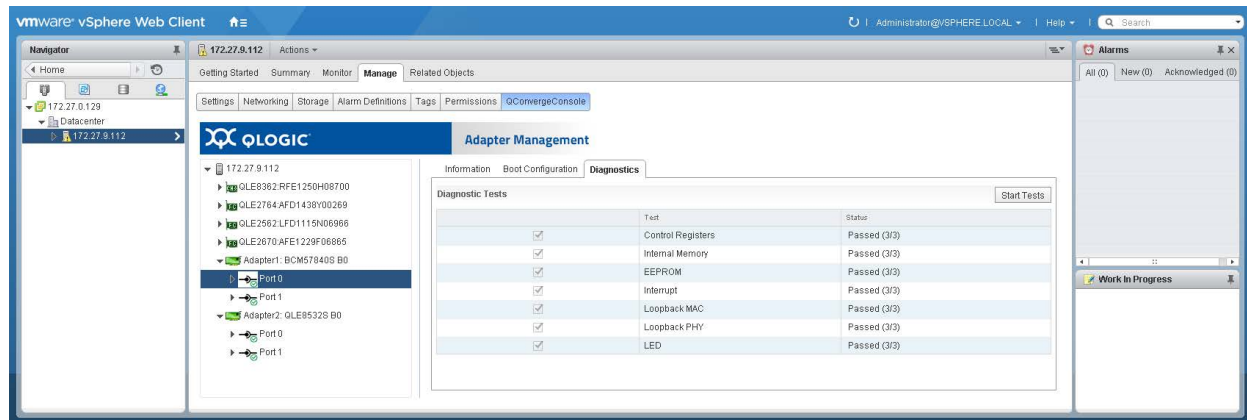 vmware® vSphere Web Client
Administrator@VSPHERE.LOCAL
Help
Search
Navigator
Home
172.27.0.129
Datacenter
172.27.9.112
172.27.9.112 Actions
Getting Started Summary Monitor Manage Related Objects
Settings Networking Storage Alarm Definitions Tags Permissions QConvergeConsole
QLOGIC
Adapter Management
172.27.9.112
QLE8362:RFE1250H08700
QLE2764:AFD1438Y00269
QLE2562:LFD1115N06966
QLE2670:AFE1229F06865
Adapter1: BCM57840S B0
Port 0
Port 1
Adapter2: QLE8532S B0
Port 0
Port 1
Information Boot Configuration Diagnostics
Diagnostic Tests
Start Tests
Test Status
Control Registers Passed (3/3)
Internal Memory Passed (3/3)
EEPROM Passed (3/3)
Interrupt Passed (3/3)
Loopback MAC Passed (3/3)
Loopback PHY Passed (3/3)
LED Passed (3/3)
Alarms
All (0) New (0) Acknowledged (0)
Work In Progress